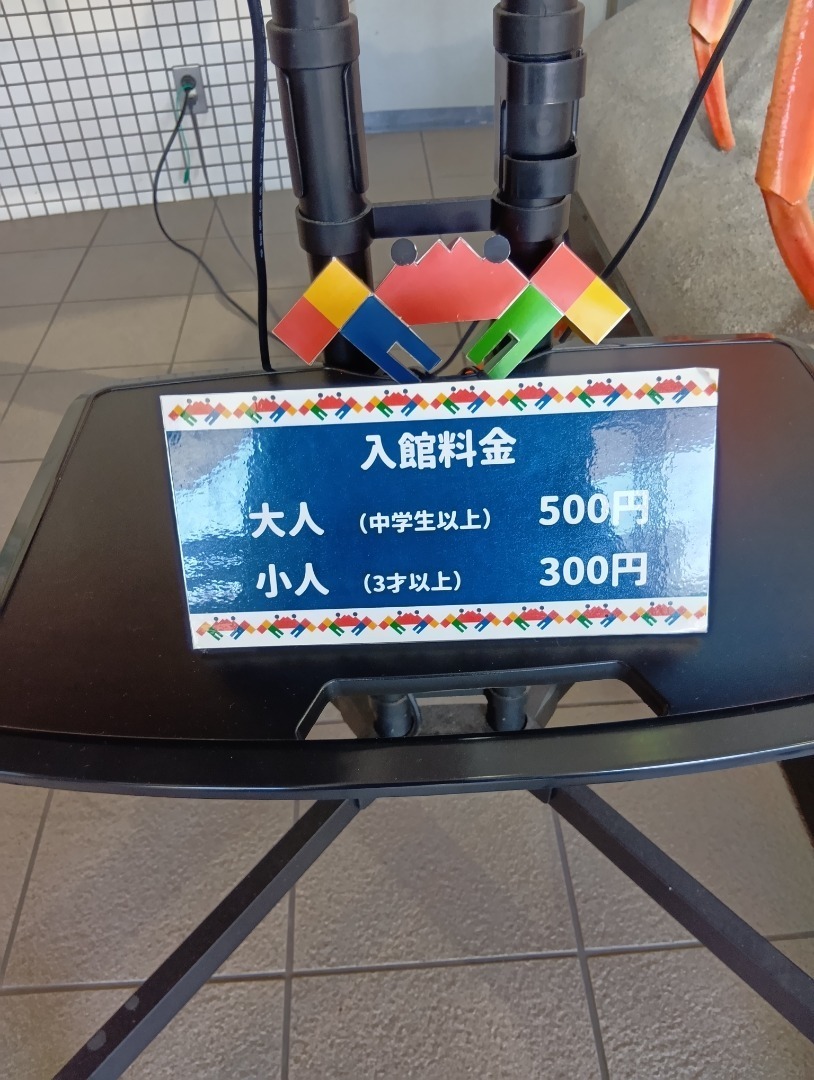 入館料金
大人 （中学生以上） 500円
小人 （3才以上） 300円